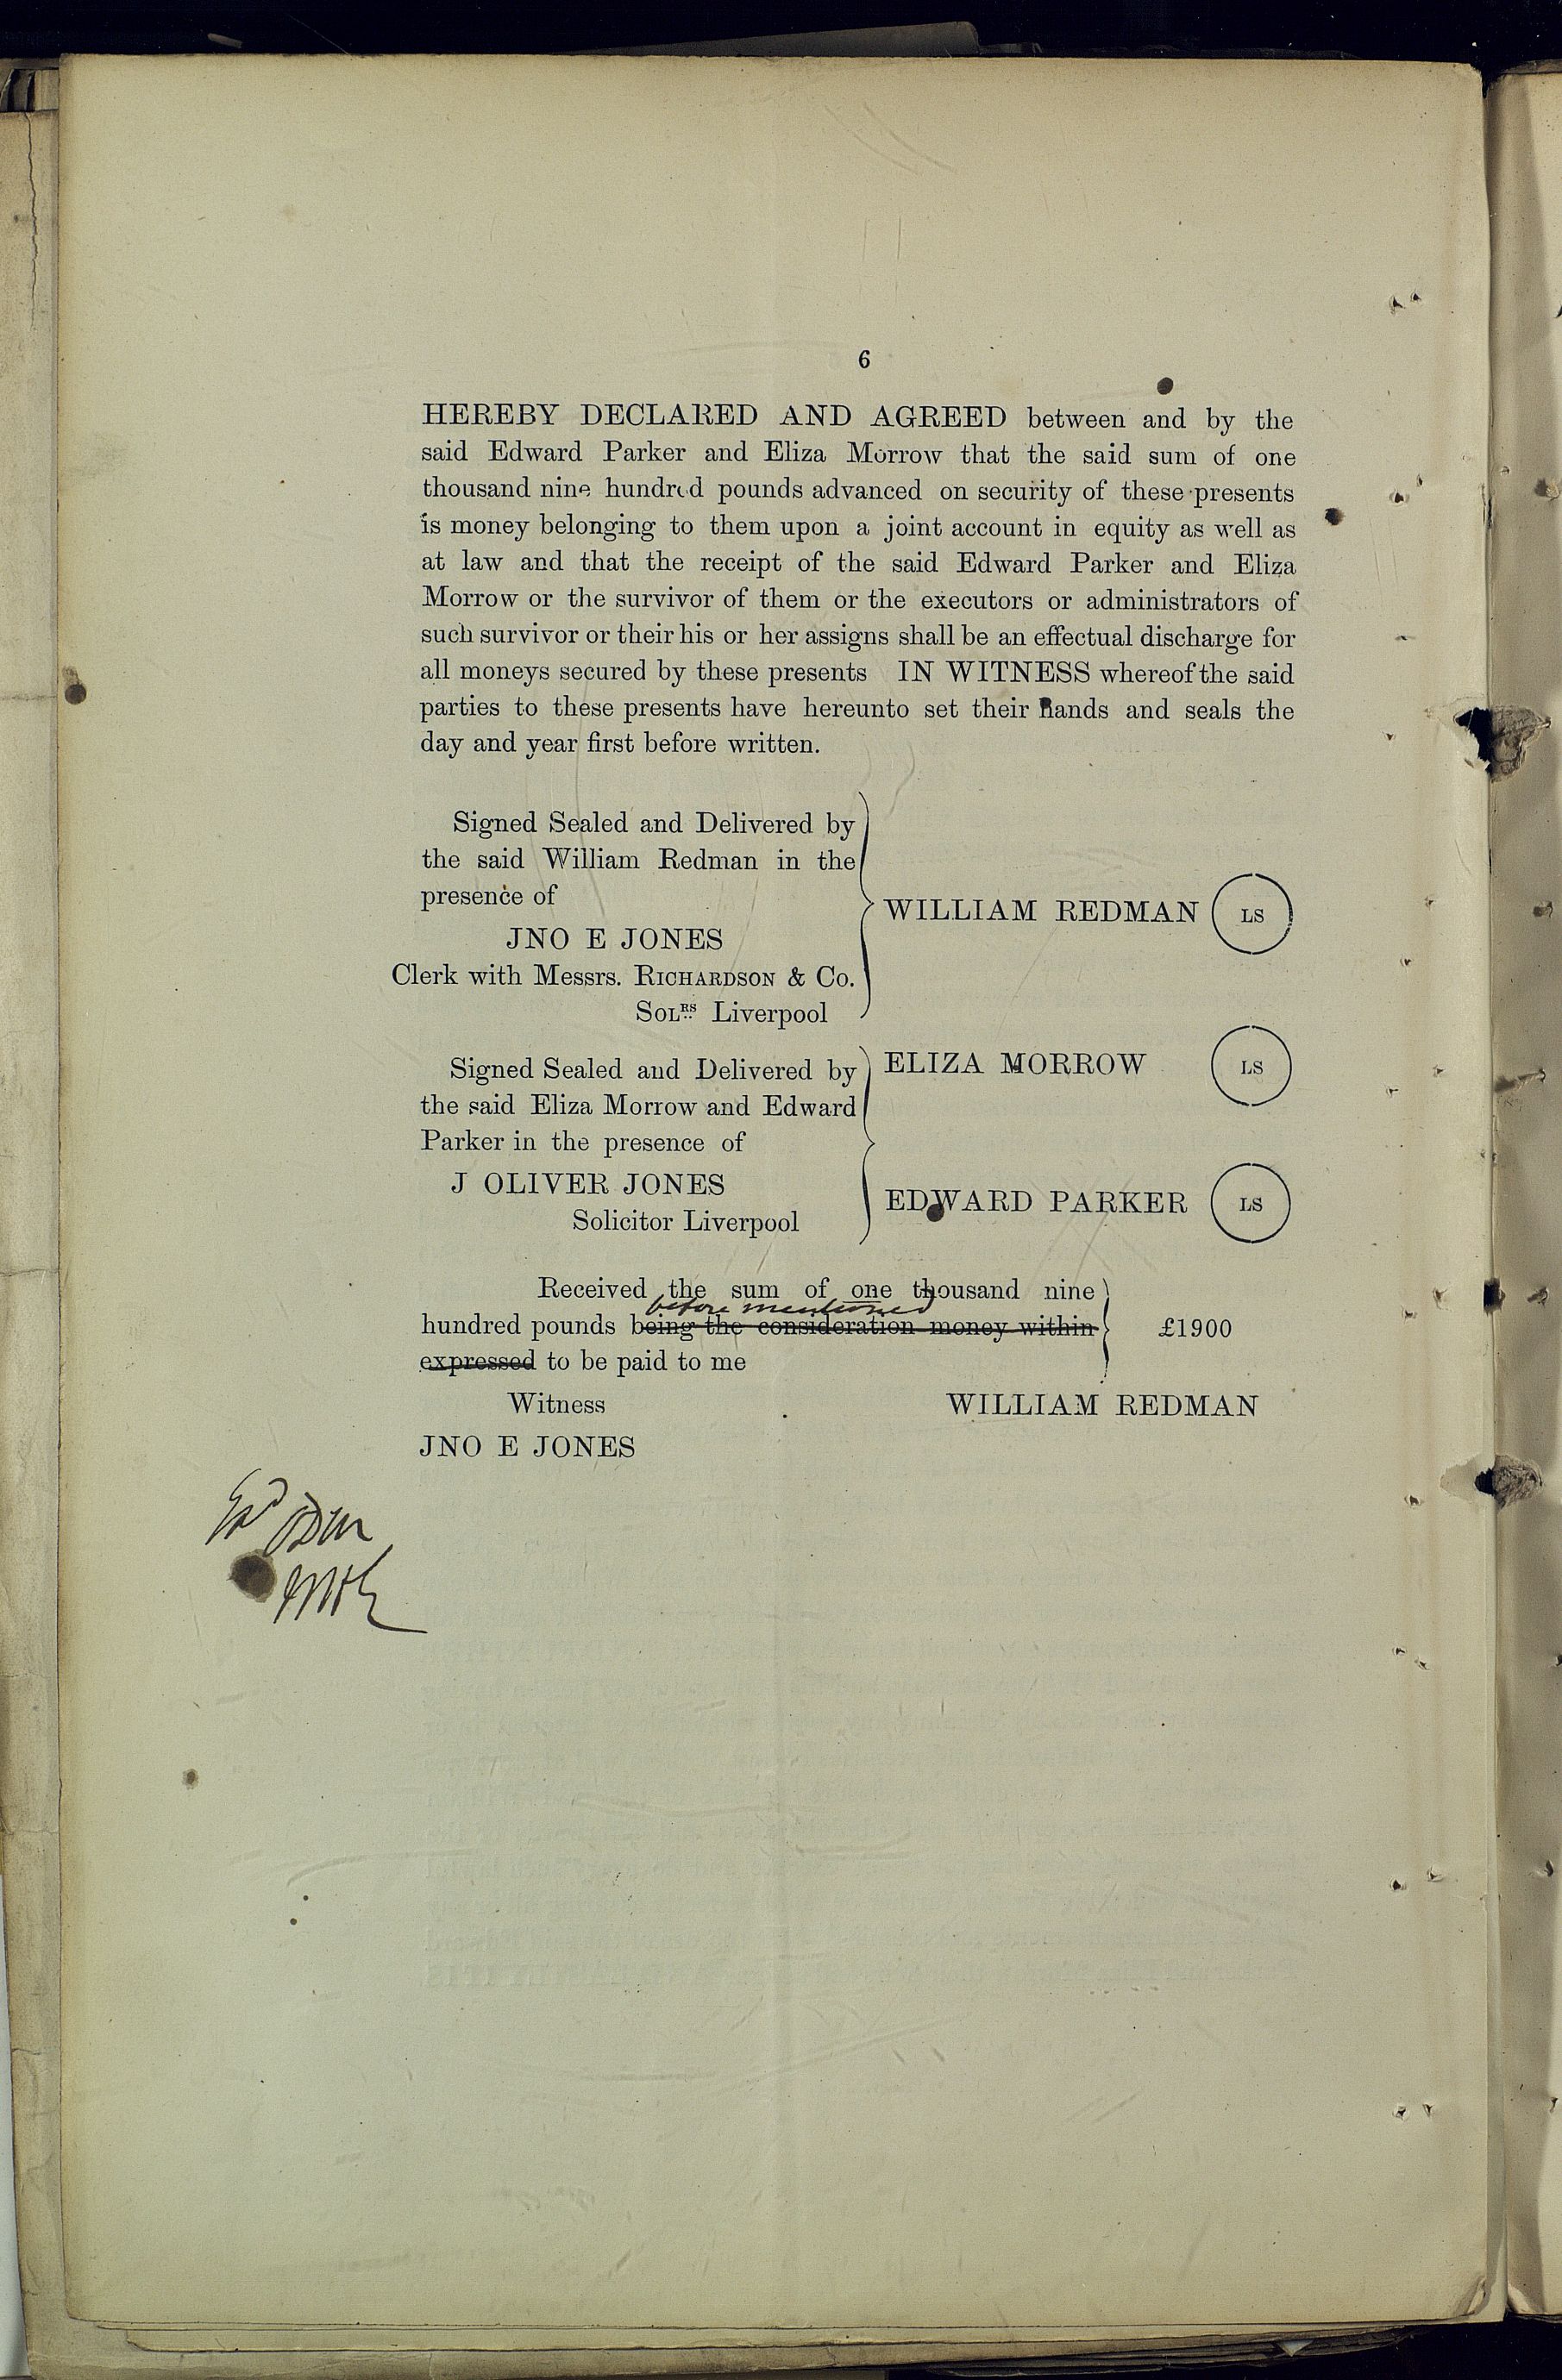 6
HEREBY DECLARED AND AGREED between and by the
said Edward Parker and Eliza Morrow that the said sum of one
thousand nine hundred pounds advanced on security of these presents
is money belonging to them upon a joint account in equity as well as
at law and that the receipt of the said Edward Parker and Eliza
Morrow or the survivor of them or the executors or administrators of
such survivor or their his or her assigns shall be an effectual discharge for
all moneys secured by these presents IN WITNESS whereof the said
parties to these presents have hereunto set their hands and seals the
day and year first before written.
Signed Sealed and Delivered by
the said William Redman in the
presence of
JNO E JONES
Clerk with Messrs. RICHARDSON & Co.
SOLRS Liverpool
WILLIAM REDMAN LS
Signed Sealed and Delivered by
the said Eliza Morrow and Edward
Parker in the presence of
J OLIVER JONES
Solicitor Liverpool
ELIZA MORROW LS
EDWARD PARKER LS
Received the sum of one thousand nine
before mentioned
hundred pounds being the consideration money within
expressed to be paid to me
£1900
Witness
WILLIAM REDMAN
JNO E JONES